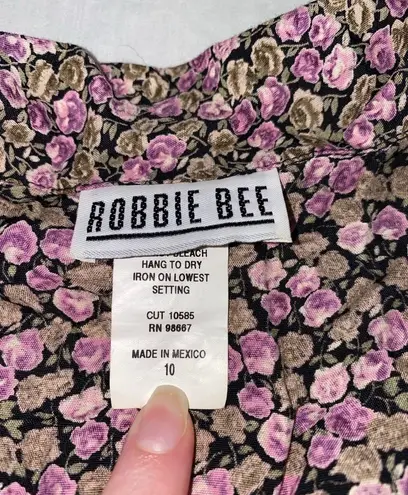 ROBBIE BEE
BLEACH
HANG TO DRY
IRON ON LOWEST
SETTING
CUT 10585
RN 98667
MADE IN MEXICO
10